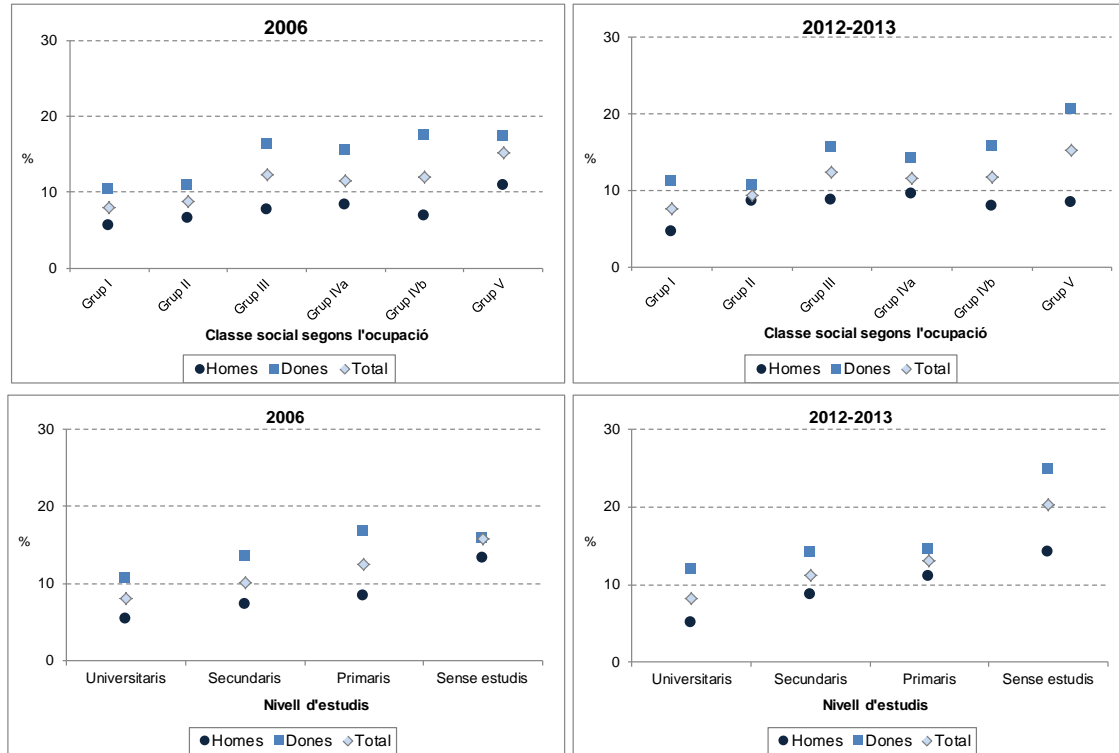 2006
30
20
%
10
0
Grup I
Grup II
Grup III
Grup IVa
Grup IVb
Grup V
Classe social segons l'ocupació
Homes Dones Total
2012-2013
30
20
%
10
0
Grup I
Grup II
Grup III
Grup IVa
Grup IVb
Grup V
Classe social segons l'ocupació
Homes Dones Total
2006
30
20
%
10
0
Universitaris Secundaris Primaris Sense estudis
Nivell d'estudis
Homes Dones Total
2012-2013
30
20
%
10
0
Universitaris Secundaris Primaris Sense estudis
Nivell d'estudis
Homes Dones Total